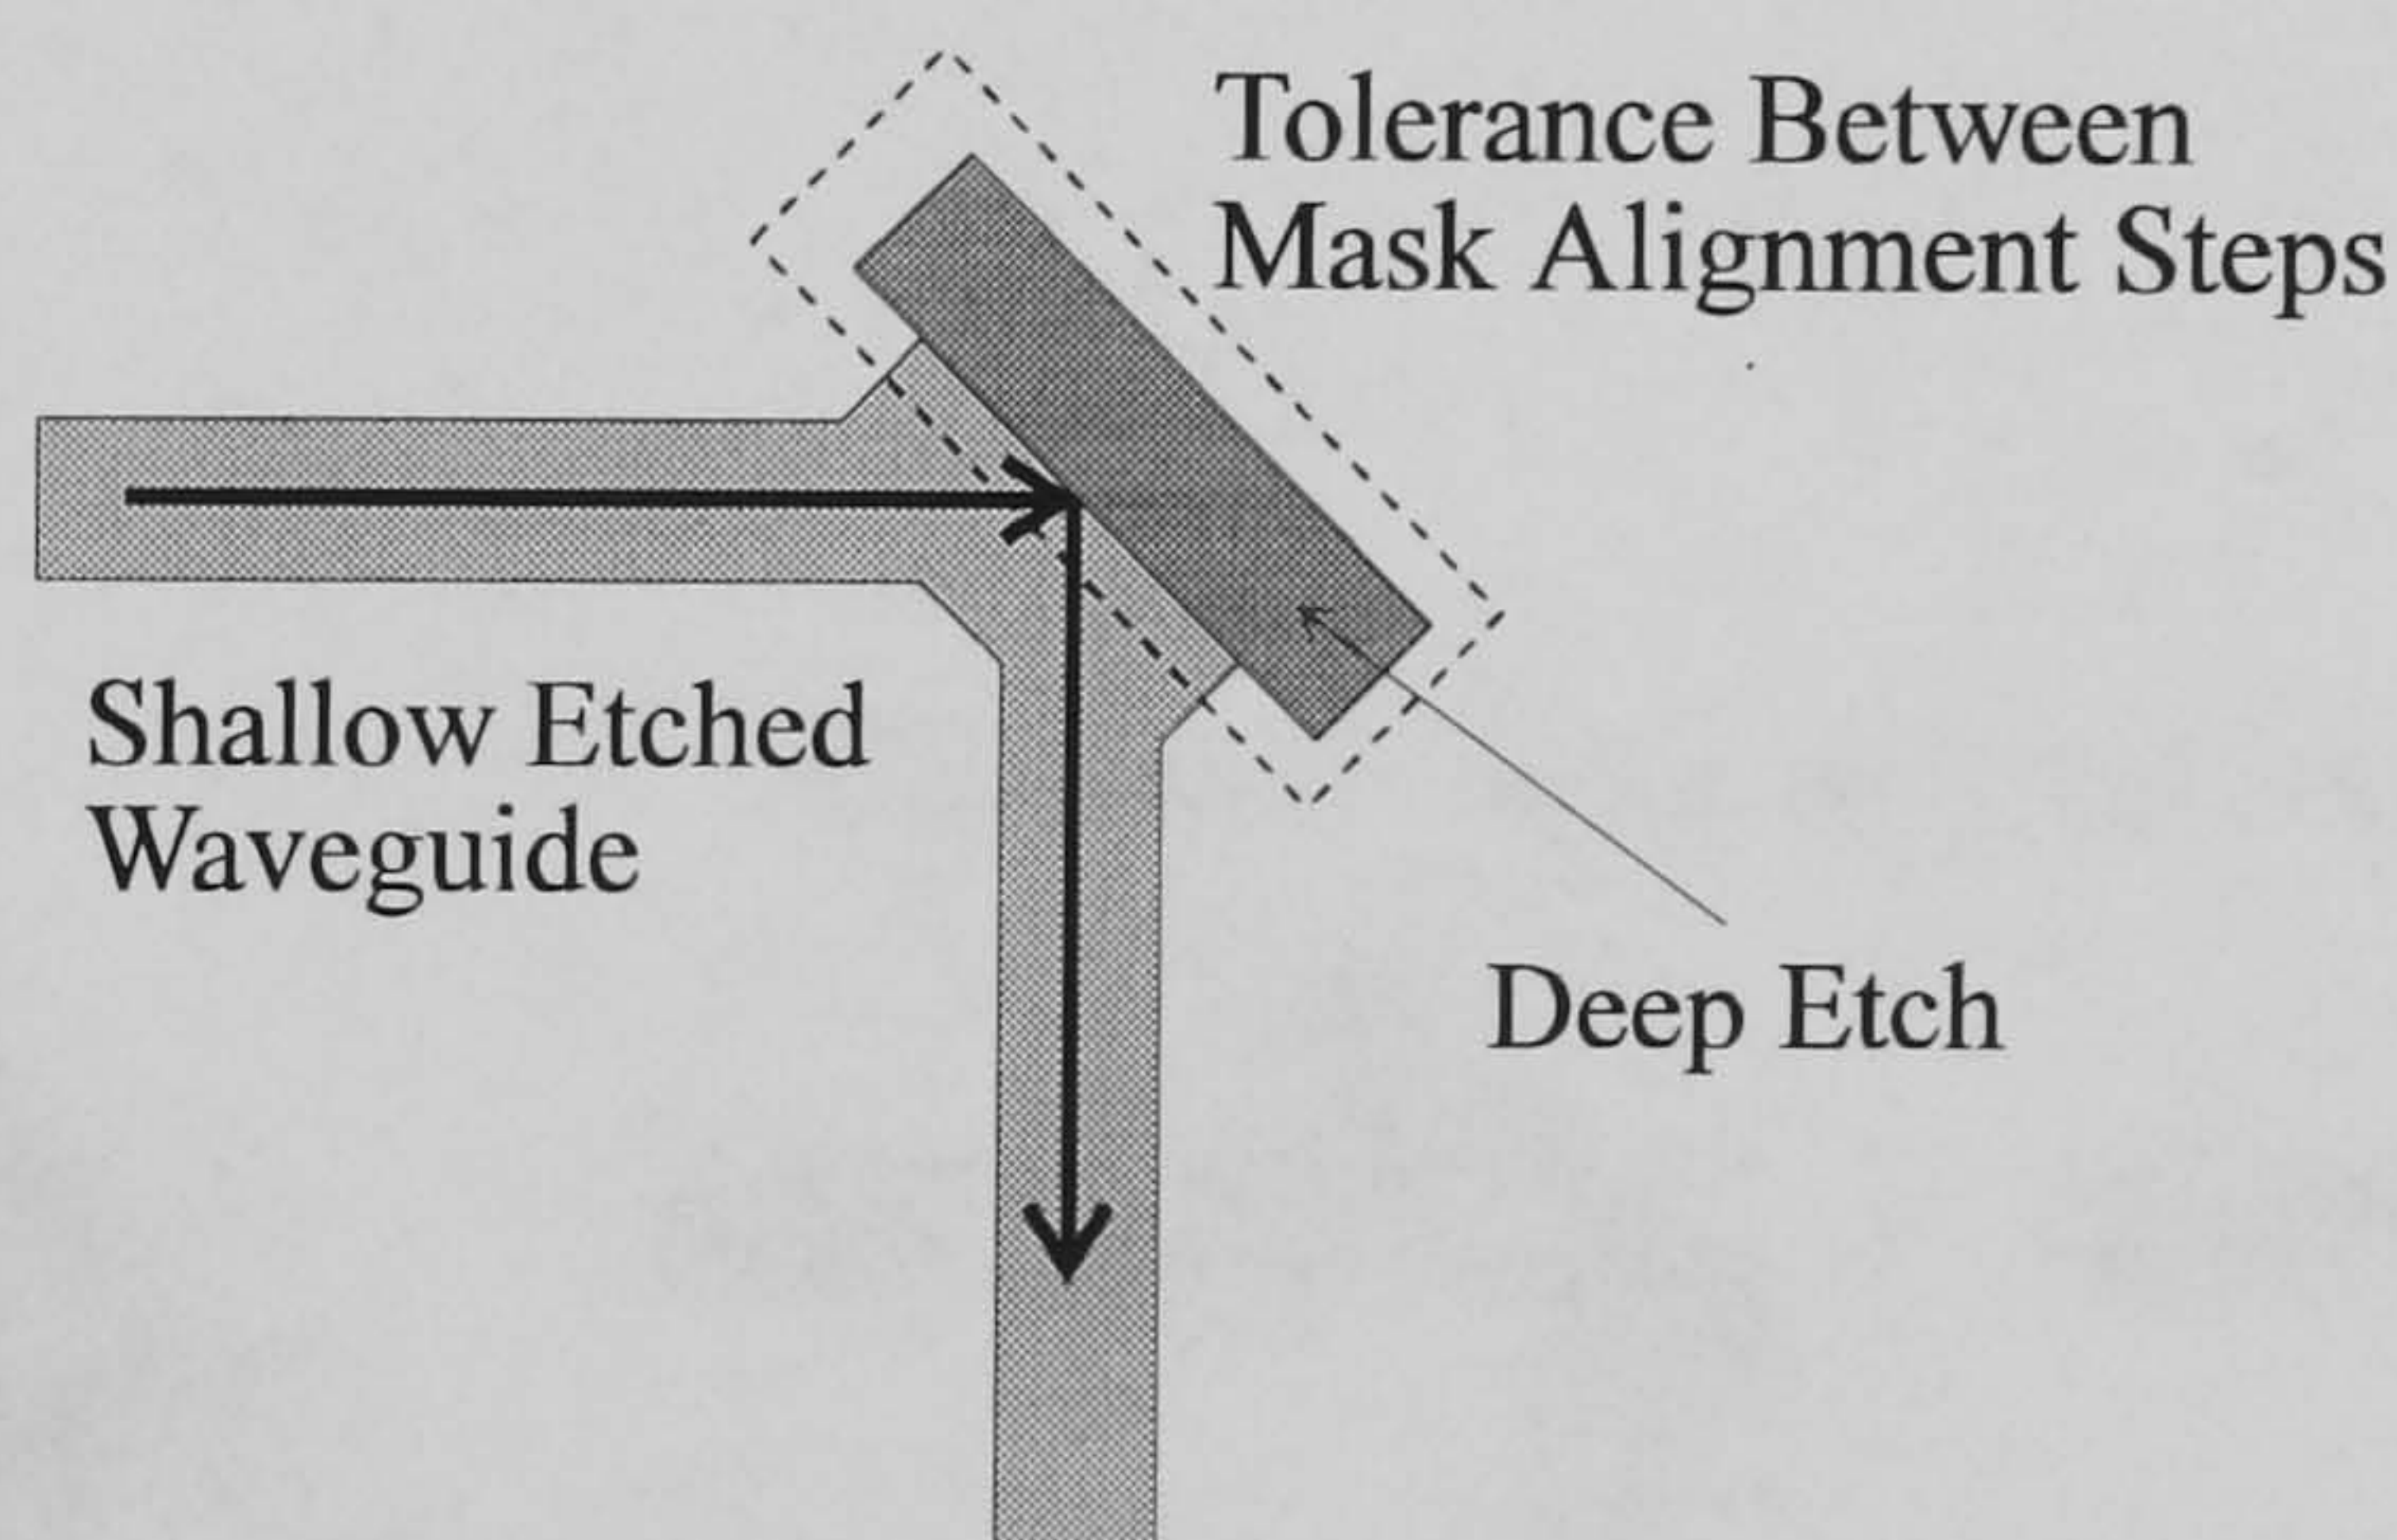 Tolerance Between
Mask Alignment Steps
Shallow Etched
Waveguide
Deep Etch